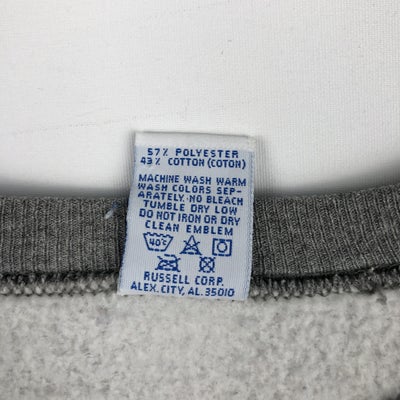 57% POLYESTER
43% COTTON (COTON)
MACHINE WASH WARM
WASH COLORS SEP-
ARATELY. NO BLEACH
TUMBLE DRY LOW
DO NOT IRON OR DRY
CLEAN EMBLEM
40°C
RUSSELL CORP.
ALEX. CITY, AL. 35010